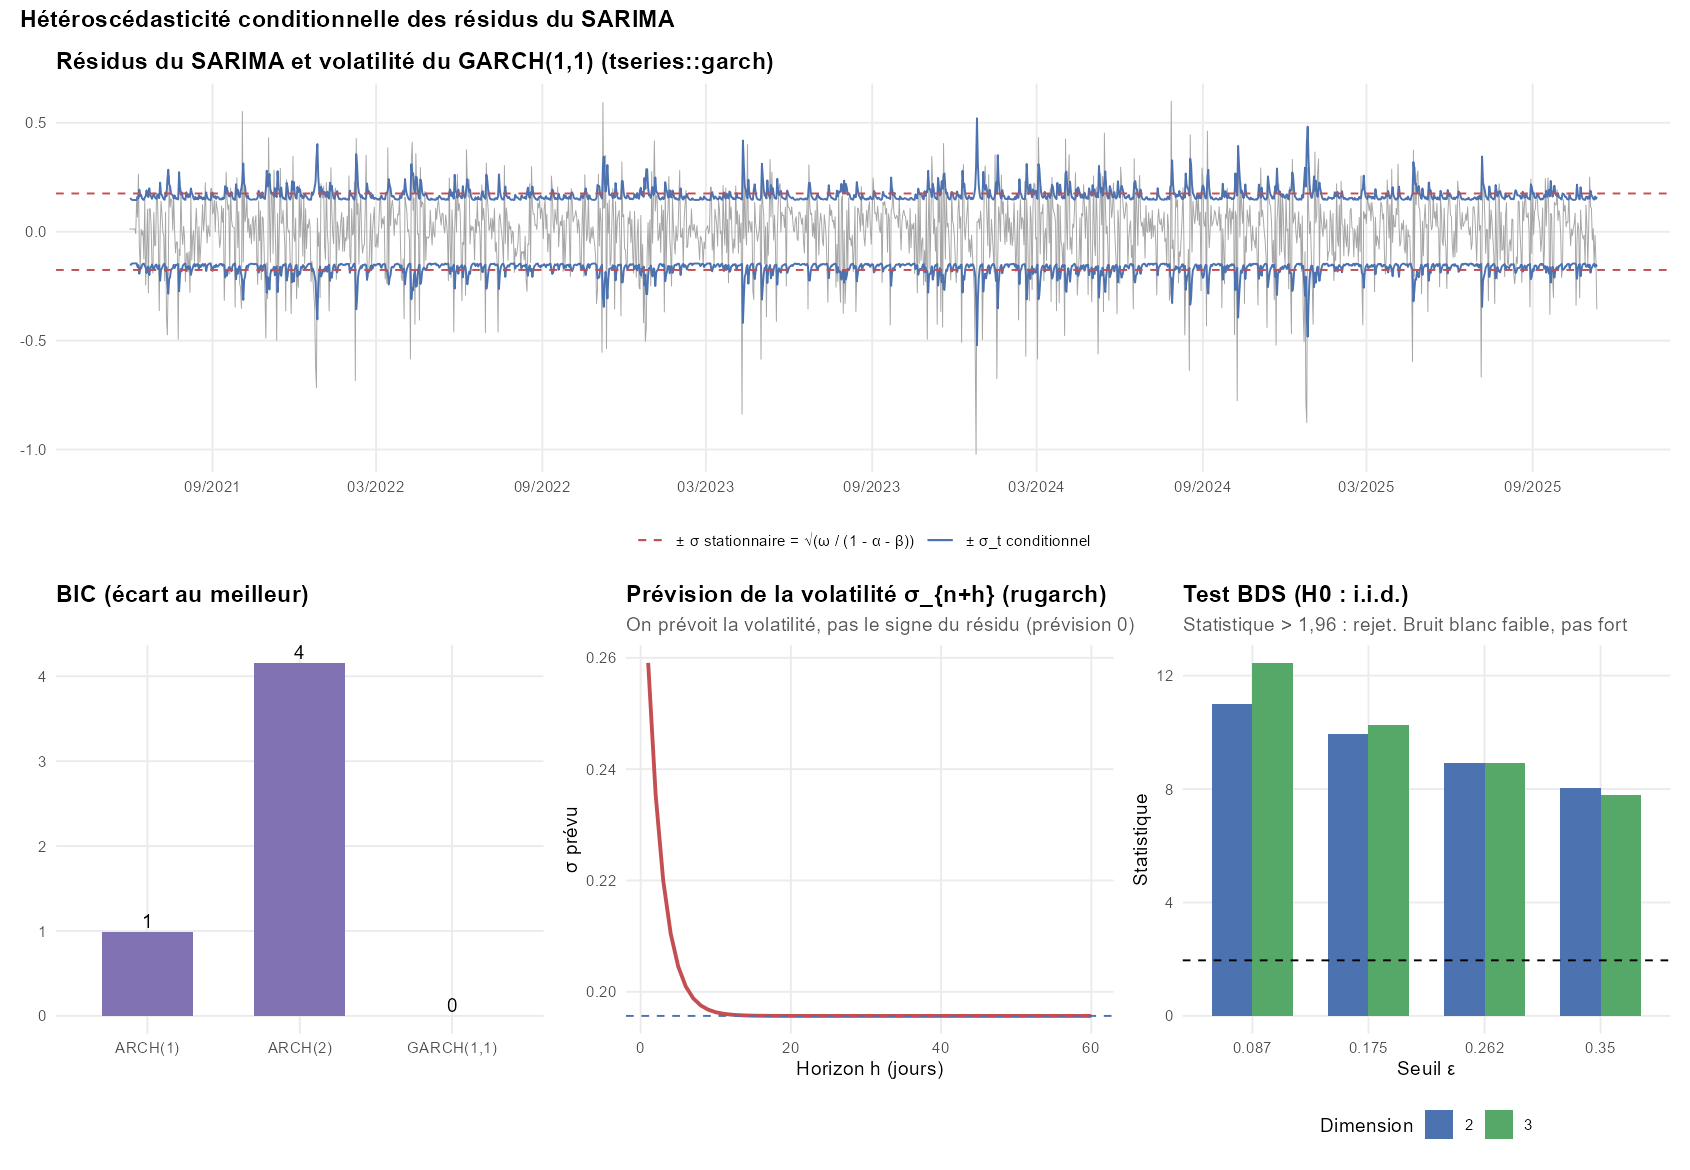 Hétéroscédasticité conditionnelle des résidus du SARIMA
Résidus du SARIMA et volatilité du GARCH(1,1) (tseries::garch)
0.5
0.0
-0.5
-1.0
09/2021
03/2022
09/2022
03/2023
09/2023
03/2024
09/2024
03/2025
09/2025
± σ stationnaire = √(ω / (1 - α - β))
± σ_t conditionnel
BIC (écart au meilleur)
4
3
2
1
0
1
4
0
ARCH(1)
ARCH(2)
GARCH(1,1)
Prévision de la volatilité σ_{n+h} (rugarch)
On prévoit la volatilité, pas le signe du résidu (prévision 0)
σ prévu
0.26
0.24
0.22
0.20
0
20
40
60
Horizon h (jours)
Test BDS (H0 : i.i.d.)
Statistique > 1,96 : rejet. Bruit blanc faible, pas fort
Statistique
12
8
4
0
0.087
0.175
0.262
0.35
Seuil ε
Dimension
2
3